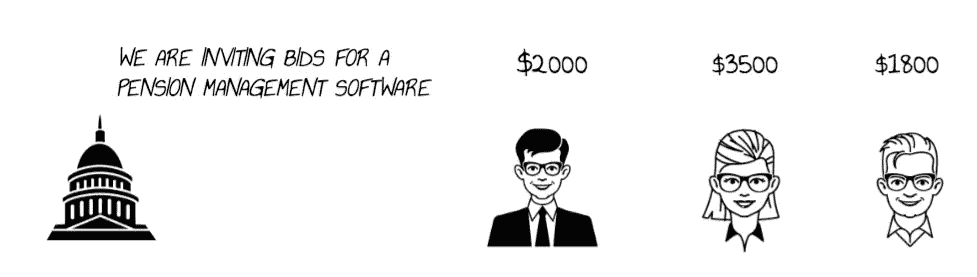 WE ARE INVITING BIDS FOR A
PENSION MANAGEMENT SOFTWARE
$2000
$3500
$1800